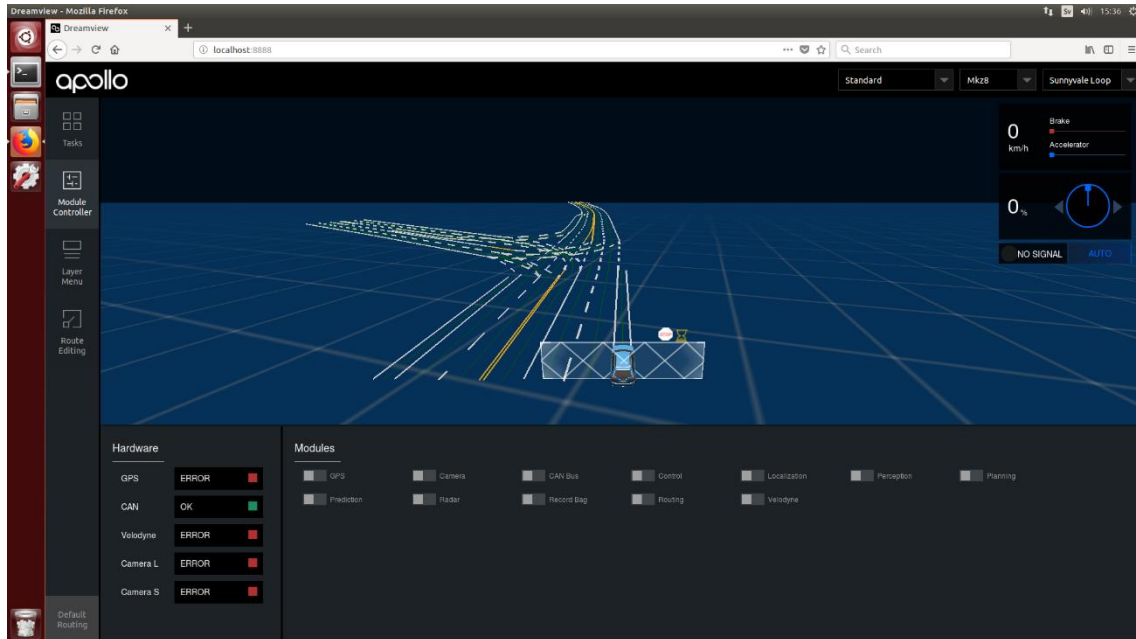 Dreamview - Mozilla Firefox
Sv 15:36
Dreamview × +
localhost:8888 ... Search
apollo
Standard Mkz8 Sunnyvale Loop
Tasks
Module
Controller
Layer
Menu
Route
Editing
Default
Routing
0
km/h
Brake
Accelerator
0 %
NO SIGNAL AUTO
STOP
Hardware
GPS ERROR
CAN OK
Velodyne ERROR
Camera L ERROR
Camera S ERROR
Modules
GPS Camera CAN Bus Control Localization Perception Planning
Prediction Radar Record Bag Routing Velodyne